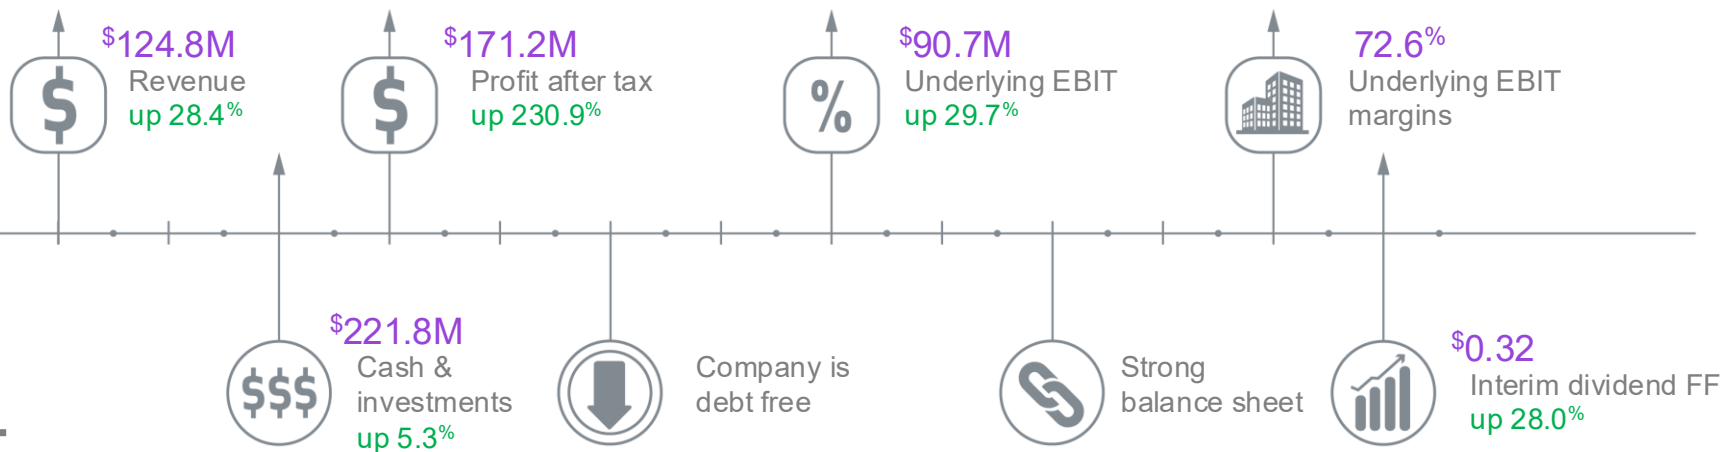 $124.8M
Revenue
up 28.4%
$171.2M
Profit after tax
up 230.9%
$90.7M
Underlying EBIT
up 29.7%
72.6%
Underlying EBIT
margins
$
$
%
$221.8M
Cash &
investments
up 5.3%
Company is
debt free
Strong
balance sheet
$0.32
Interim dividend FF
up 28.0%
$$$